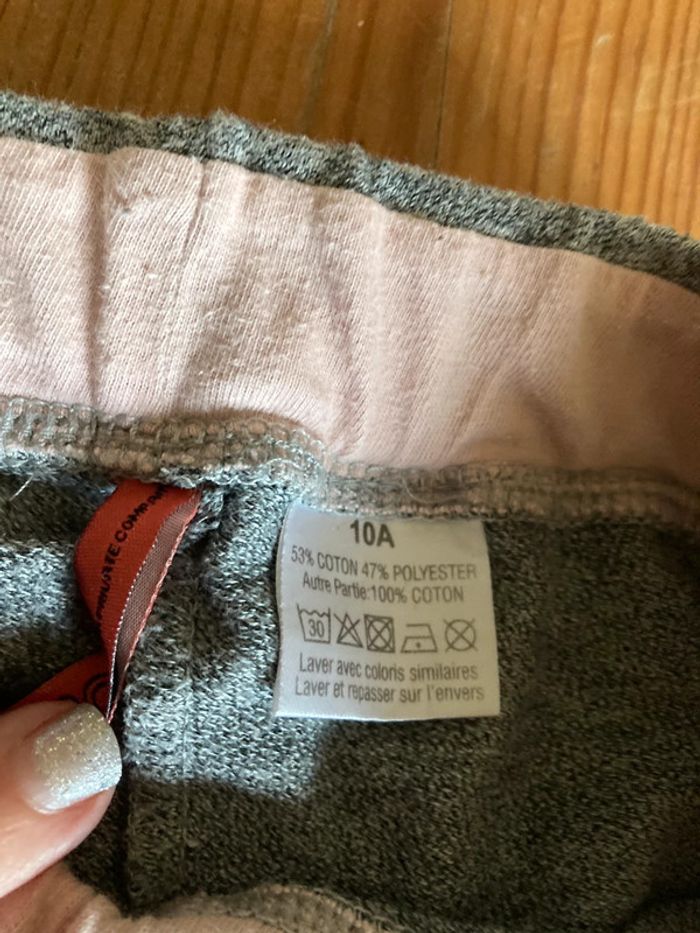 10A
53% COTON 47% POLYESTER
Autre Partie:100% COTON
30
Laver avec coloris similaires
Laver et repasser sur l'envers